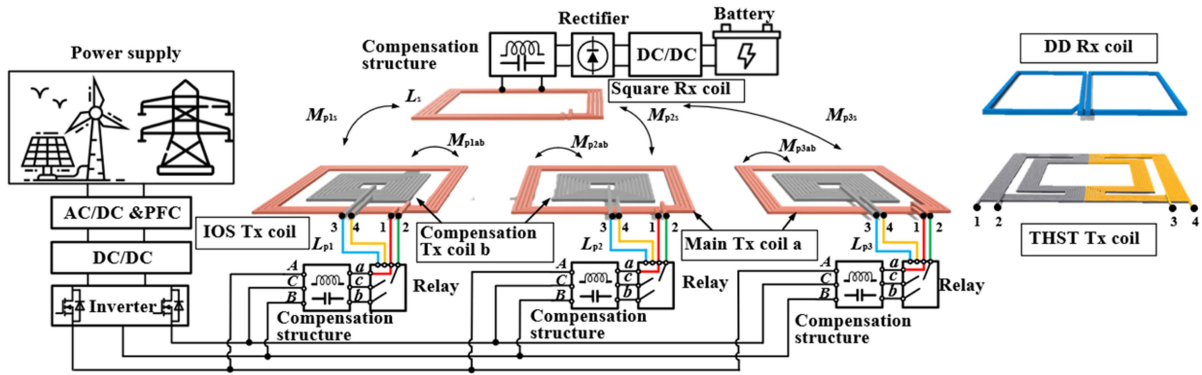 Power supply
AC/DC &PFC
DC/DC
Inverter
Compensation
structure
Rectifier
DC/DC
Battery
Square Rx coil
Ls
Mp1s
Mp2s
Mp3s
Mp1ab
Mp2ab
Mp3ab
IOS Tx coil
Compensation
Tx coil b
Main Tx coil a
3 4 1 2
Lp1
A
C
B
a
c
b
Relay
Compensation
structure
3 4 1 2
Lp2
A
C
B
a
c
b
Relay
Compensation
structure
3 4 1 2
Lp3
A
C
B
a
c
b
Relay
Compensation
structure
DD Rx coil
1 2 3 4
THST Tx coil